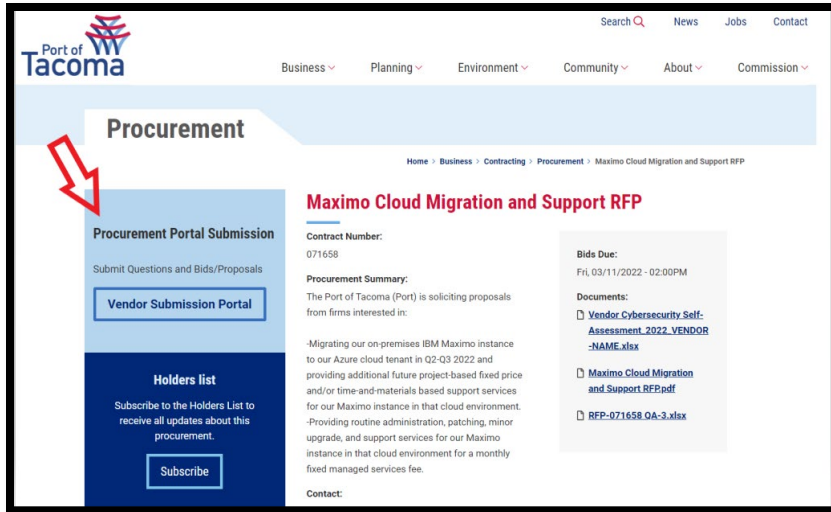 Port of
Tacoma
Search News Jobs Contact
Business Planning Environment Community About Commission
Procurement
Home > Business > Contracting > Procurement > Maximo Cloud Migration and Support RFP
Procurement Portal Submission
Submit Questions and Bids/Proposals
Vendor Submission Portal
Holders list
Subscribe to the Holders List to
receive all updates about this
procurement.
Subscribe
Maximo Cloud Migration and Support RFP
Contract Number:
071658
Procurement Summary:
The Port of Tacoma (Port) is soliciting proposals
from firms interested in:
-Migrating our on-premises IBM Maximo instance
to our Azure cloud tenant in Q2-Q3 2022 and
providing additional future project-based fixed price
and/or time-and-materials based support services
for our Maximo instance in that cloud environment.
-Providing routine administration, patching, minor
upgrade, and support services for our Maximo
instance in that cloud environment for a monthly
fixed managed services fee.
Contact:
Bids Due:
Fri, 03/11/2022 - 02:00PM
Documents:
Vendor Cybersecurity Self-
Assessment_2022_VENDOR
-NAME.xlsx
Maximo Cloud Migration
and Support RFP.pdf
RFP-071658 QA-3.xlsx